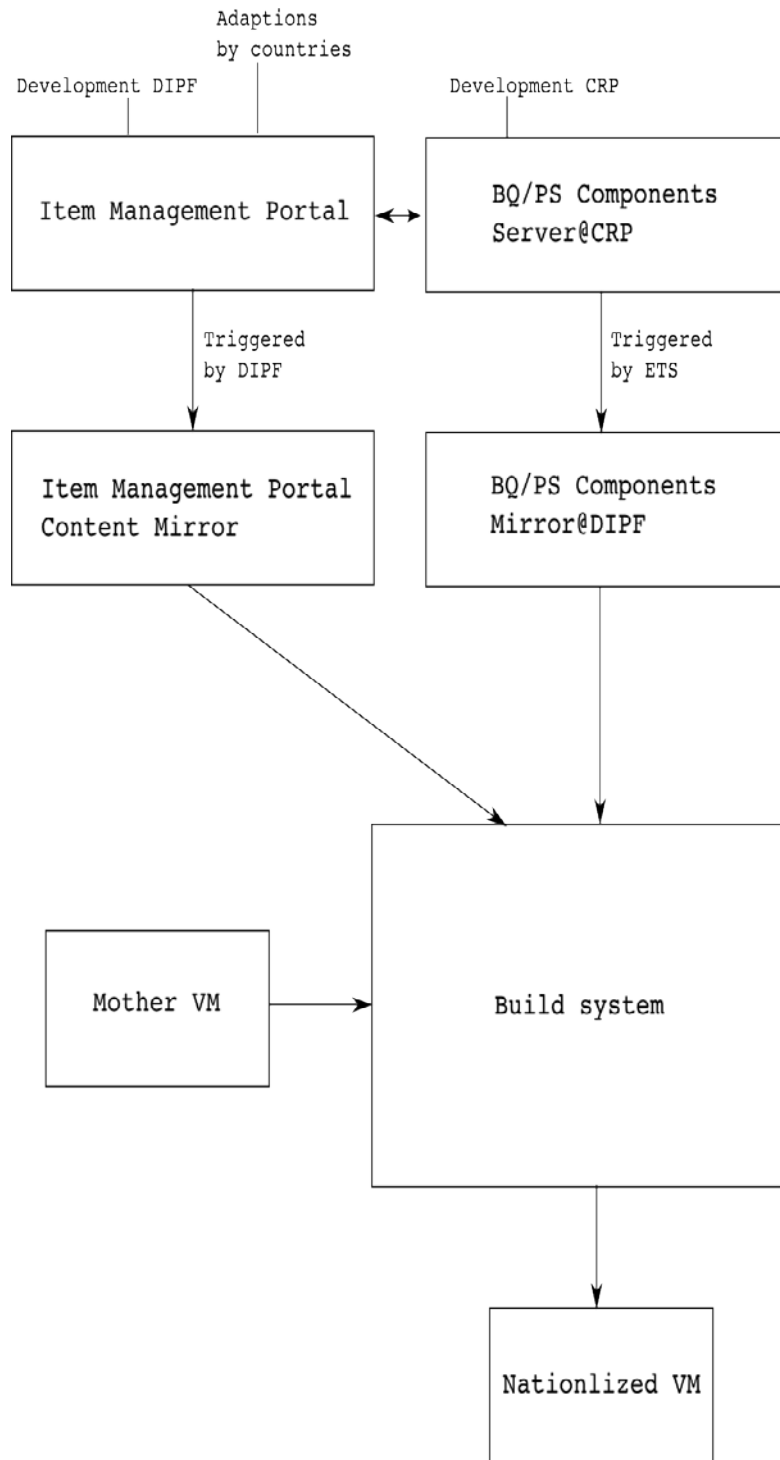 Adaptions
by countries
Development DIPF
Development CRP
Item Management Portal
BQ/PS Components
Server@CRP
Triggered
by DIPF
Triggered
by ETS
Item Management Portal
Content Mirror
BQ/PS Components
Mirror@DIPF
Mother VM
Build system
Nationlized VM